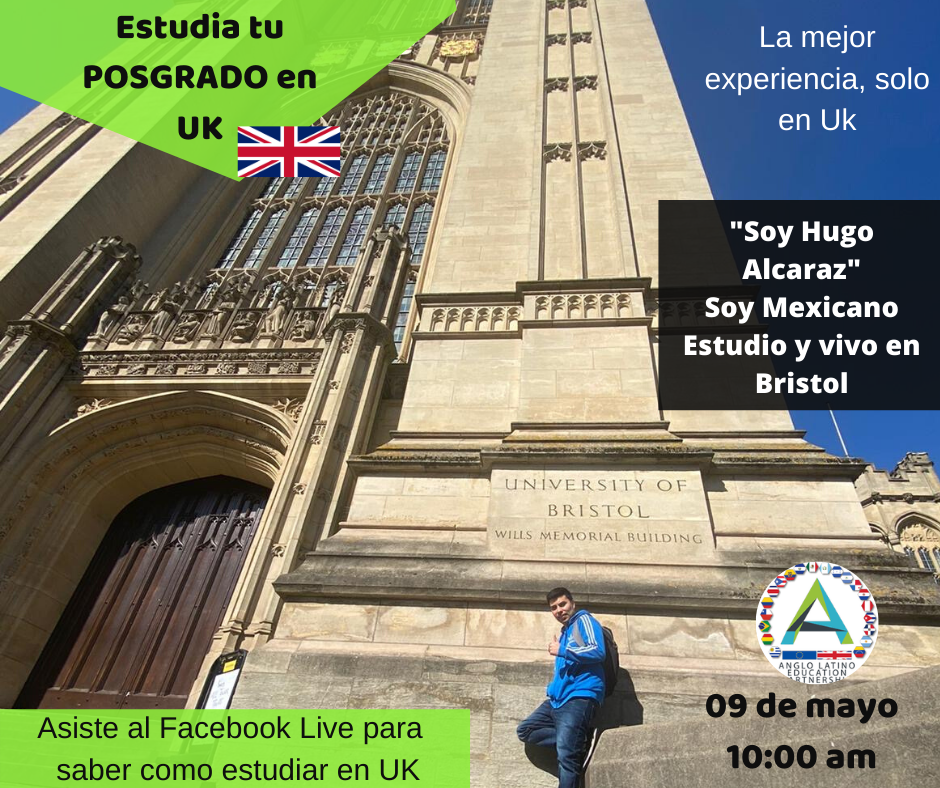 Estudia tu
POSGRADO en
UK
La mejor
experiencia, solo
en Uk
"Soy Hugo
Alcaraz"
Soy Mexicano
Estudio y vivo en
Bristol
UNIVERSITY OF
BRISTOL
WILLS MEMORIAL BUILDING
ANGLO LATINO
EDUCATION
PARTNERSHIP
09 de mayo
10:00 am
Asiste al Facebook Live para
saber como estudiar en UK